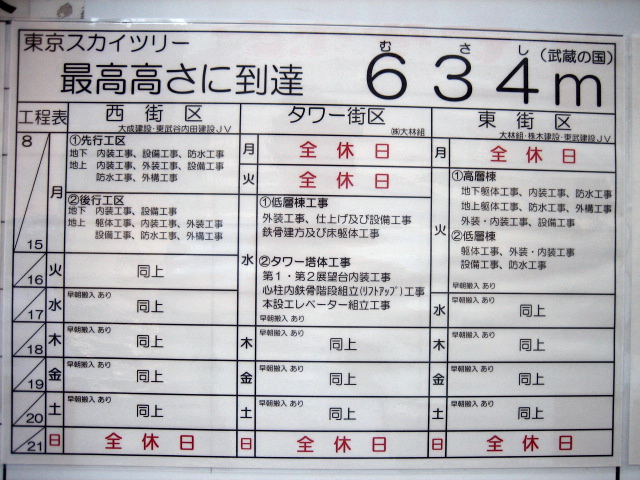 東京スカイツリー
最高高さに到達 634m
む さ し
(武蔵の国)
工程表 西街区 タワー街区 東街区
大成建設・東武谷内田建設JV ㈱大林組 大林組・株木建設・東武建設JV
8
15
月
①先行工区
地下 内装工事、設備工事、防水工事
地上 内装工事、外装工事、設備工事
防水工事、外構工事
②後行工区
地下 内装工事、設備工事
地上 躯体工事、内装工事、外装工事
設備工事、防水工事、外構工事
月 全休日
火 全休日
水
①低層棟工事
外装工事、仕上げ及び設備工事
鉄骨建方及び床躯体工事
②タワー塔体工事
第1・第2展望台内装工事
心柱内鉄骨階段組立(リフトアップ)工事
本設エレベーター組立工事
早朝搬入 あり
月 全休日
火
①高層棟
地下躯体工事、内装工事、防水工事
地上躯体工事、防水工事、外構工事
外装・内装工事、設備工事
②低層棟
躯体工事、外装・内装工事
設備工事、防水工事
早朝搬入 あり
16 火 同上
17 水 早朝搬入 あり 同上 水 早朝搬入 あり 同上
18 木 早朝搬入 あり 同上 木 同上 木 早朝搬入 あり 同上
19 金 早朝搬入 あり 同上 金 早朝搬入 あり 同上 金 早朝搬入 あり 同上
20 土 早朝搬入 あり 同上 土 早朝搬入 あり 同上 土 早朝搬入 あり 同上
21 日 全休日 日 全休日 日 全休日